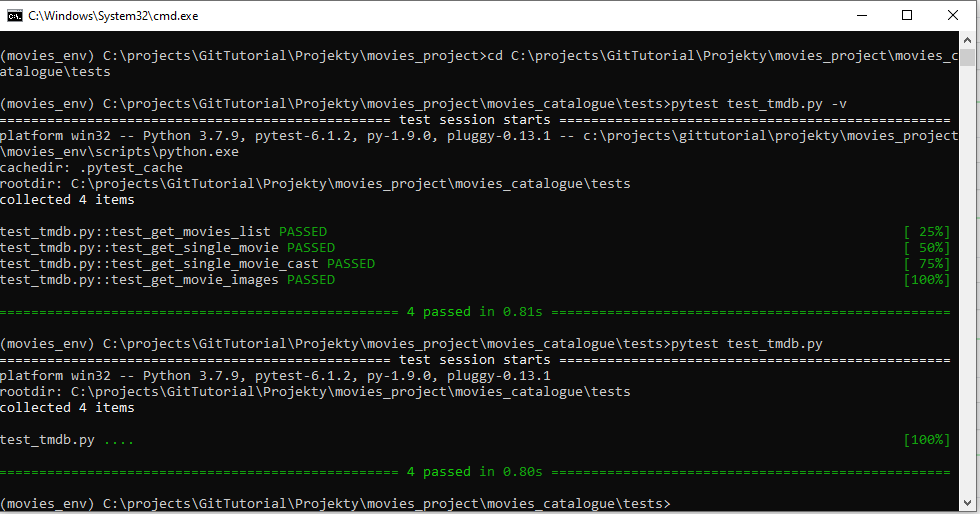 C:\Windows\System32\cmd.exe
(movies_env) C:\projects\GitTutorial\Projekty\movies_project>cd C:\projects\GitTutorial\Projekty\movies_project\movies_c
atalogue\tests
(movies_env) C:\projects\GitTutorial\Projekty\movies_project\movies_catalogue\tests>pytest test_tmdb.py -v
================================================= test session starts =================================================
platform win32 -- Python 3.7.9, pytest-6.1.2, py-1.9.0, pluggy-0.13.1 -- c:\projects\gittutorial\projekty\movies_project
\movies_env\scripts\python.exe
cachedir: .pytest_cache
rootdir: C:\projects\GitTutorial\Projekty\movies_project\movies_catalogue\tests
collected 4 items
test_tmdb.py::test_get_movies_list PASSED [ 25%]
test_tmdb.py::test_get_single_movie PASSED [ 50%]
test_tmdb.py::test_get_single_movie_cast PASSED [ 75%]
test_tmdb.py::test_get_movie_images PASSED [100%]
================================================== 4 passed in 0.81s ==================================================
(movies_env) C:\projects\GitTutorial\Projekty\movies_project\movies_catalogue\tests>pytest test_tmdb.py
================================================= test session starts =================================================
platform win32 -- Python 3.7.9, pytest-6.1.2, py-1.9.0, pluggy-0.13.1
rootdir: C:\projects\GitTutorial\Projekty\movies_project\movies_catalogue\tests
collected 4 items
test_tmdb.py .... [100%]
================================================== 4 passed in 0.80s ==================================================
(movies_env) C:\projects\GitTutorial\Projekty\movies_project\movies_catalogue\tests>